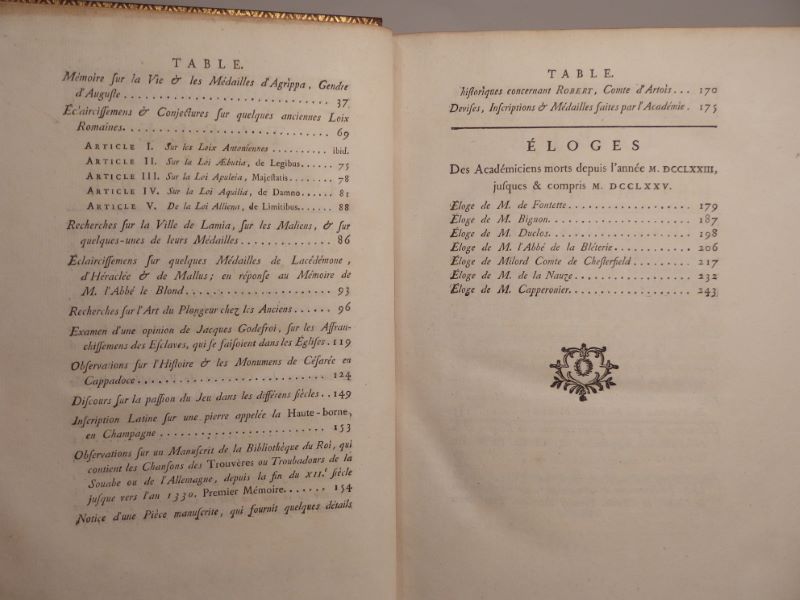 TABLE.
Mémoire ſur la Vie & les Médailles d'Agrippa, Gendre
d'Auguſte ............................ 37
Éclairciſſemens & Conjectures ſur quelques anciennes Loix
Romaines............................ 69
ARTICLE I. Sur les Loix Antoniennes .......... ibid.
ARTICLE II. Sur la Loi Æbutia, de Legibus...... 75
ARTICLE III. Sur la Loi Apuleia, Majeſtatis....... 78
ARTICLE IV. Sur la Loi Aquilia, de Damno...... 81
ARTICLE V. De la Loi Alliena, de Limitibus...... 88
Recherches ſur la Ville de Lamia, ſur les Maliens, & ſur
quelques-unes de leurs Médailles............. 86
Éclairciſſemens ſur quelques Médailles de Lacédémone,
d'Héraclée & de Mallus; en réponſe au Mémoire de
M. l'Abbé le Blond..................... 93
Recherches ſur l'Art du Plongeur chez les Anciens...... 96
Examen d'une opinion de Jacques Godefroi, ſur les Affran-
chiſſemens des Eſclaves, qui ſe faiſoient dans les Égliſes. 119
Obſervations ſur l'Hiſtoire & les Monumens de Céſarée en
Cappadoce........................... 124
Diſcours ſur la paſſion du Jeu dans les différens ſiècles.. 149
Inſcription Latine ſur une pierre appelée la Haute-borne,
en Champagne ...................... 153
Obſervations ſur un Manuſcrit de la Bibliothèque du Roi, qui
contient les Chanſons des Trouvères ou Troubadours de la
Souabe ou de l'Allemagne, depuis la fin du XII.e ſiècle
juſque vers l'an 1330. Premier Mémoire....... 154
Notice d'une Pièce manuſcrite, qui fournit quelques détails
TABLE.
hiſtoriques concernant ROBERT, Comte d'Artois... 170
Deviſes, Inſcriptions & Médailles faites par l'Académie. 175
ÉLOGES
Des Académiciens morts depuis l'année M. DCCLXXIII,
juſques & compris M. DCCLXXV.
Éloge de M. de Fontette.................... 179
Éloge de M. Bignon....................... 187
Éloge de M. Duclos....................... 198
Éloge de M. l'Abbé de la Bléterie............ 206
Éloge de Milord Comte de Cheſterfield......... 217
Éloge de M. de la Nauze................... 232
Éloge de M. Capperonier................... 243